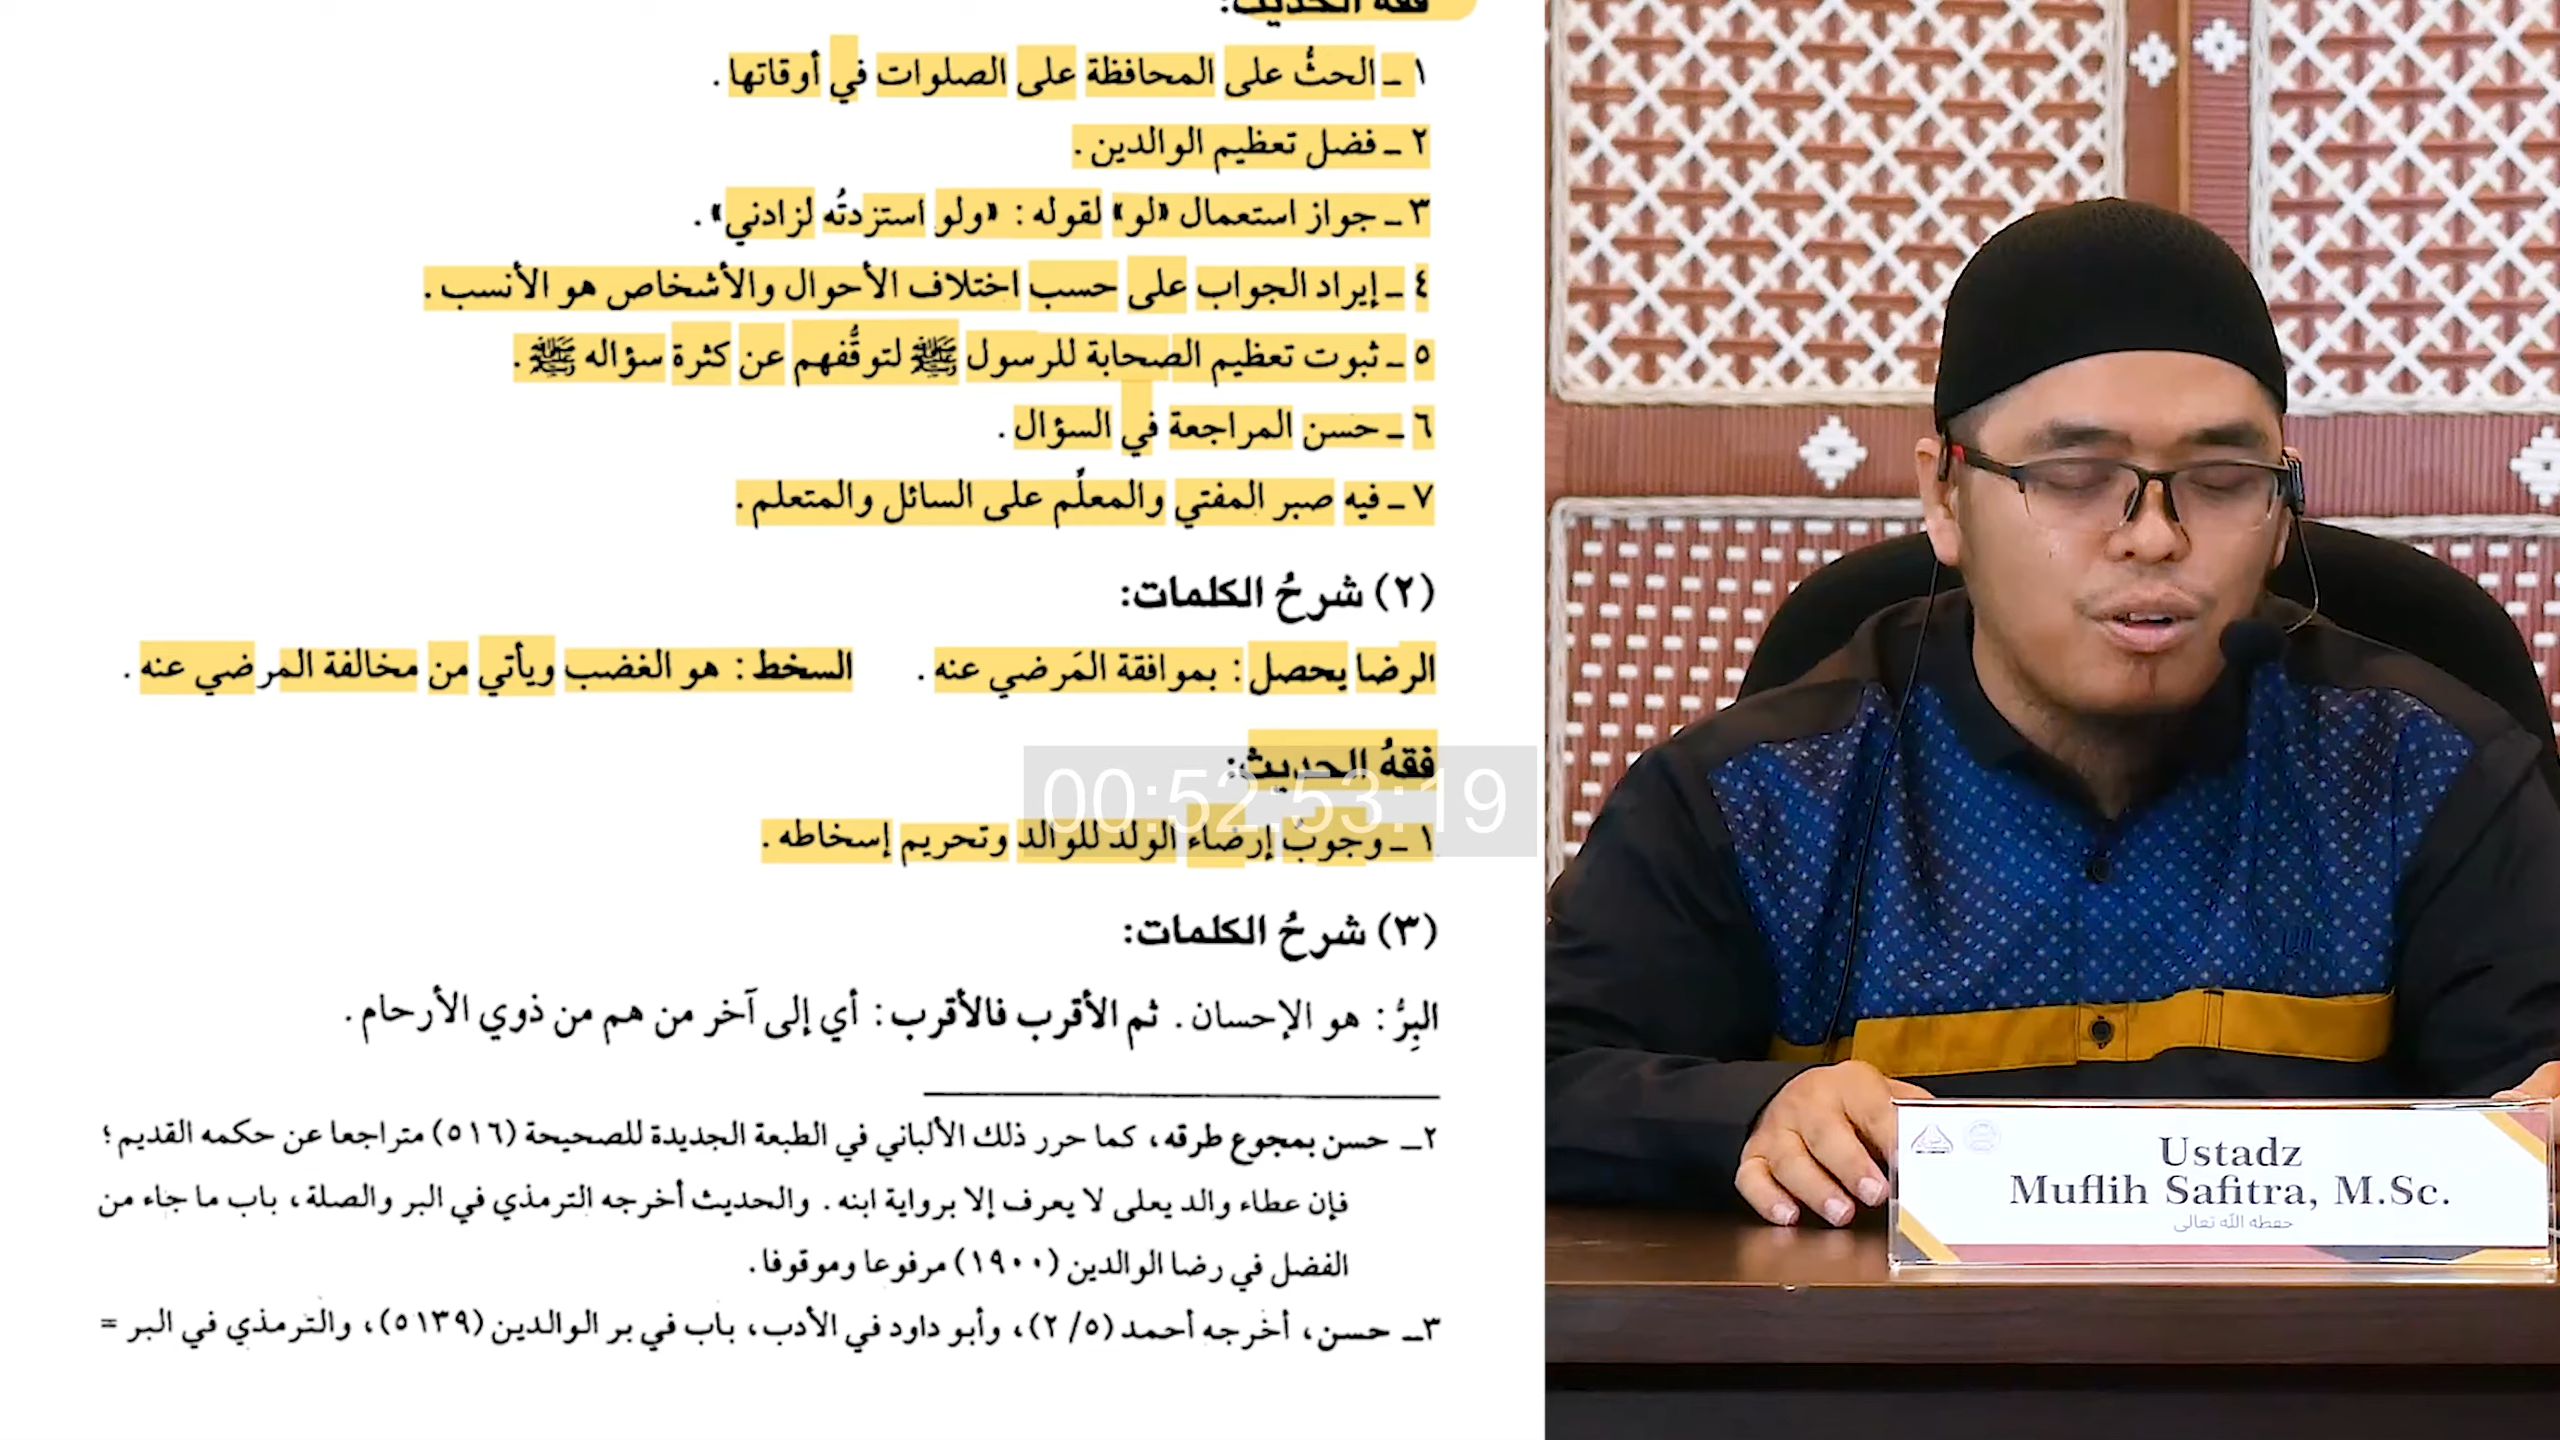 فقه الحديث:
١ ـ الحثُّ على المحافظة على الصلوات في أوقاتها .
٢ ـ فضل تعظيم الوالدين .
٣ ـ جواز استعمال «لو» لقوله : «ولو استزدتُه لزادني» .
٤ ـ إيراد الجواب على حسب اختلاف الأحوال والأشخاص هو الأنسب .
٥ ـ ثبوت تعظيم الصحابة للرسول ﷺ لتوقُّفهم عن كثرة سؤاله ﷺ .
٦ ـ حسن المراجعة في السؤال .
٧ ـ فيه صبر المفتي والمعلِّم على السائل والمتعلم .
(٢) شرحُ الكلمات:
الرضا يحصل : بموافقة المَرضي عنه . السخط : هو الغضب ويأتي من مخالفة المرضي عنه .
فقهُ الحديث:
00:52:53:19
١ ـ وجوبُ إرضاء الولد للوالد وتحريم إسخاطه .
(٣) شرحُ الكلمات:
البِرُّ : هو الإحسان . ثم الأقرب فالأقرب : أي إلى آخر من هم من ذوي الأرحام .
٢ـ حسن بمجوع طرقه، كما حرر ذلك الألباني في الطبعة الجديدة للصحيحة (٥١٦) متراجعا عن حكمه القديم ؛
فإن عطاء والد يعلى لا يعرف إلا برواية ابنه . والحديث أخرجه الترمذي في البر والصلة، باب ما جاء من
الفضل في رضا الوالدين (١٩٠٠) مرفوعا وموقوفا .
٣ـ حسن، أخرجه أحمد (٥/ ٢)، وأبو داود في الأدب، باب في بر الوالدين (٥١٣٩)، والترمذي في البر =
Ustadz
Muflih Safitra, M.Sc.
حفظه الله تعالى